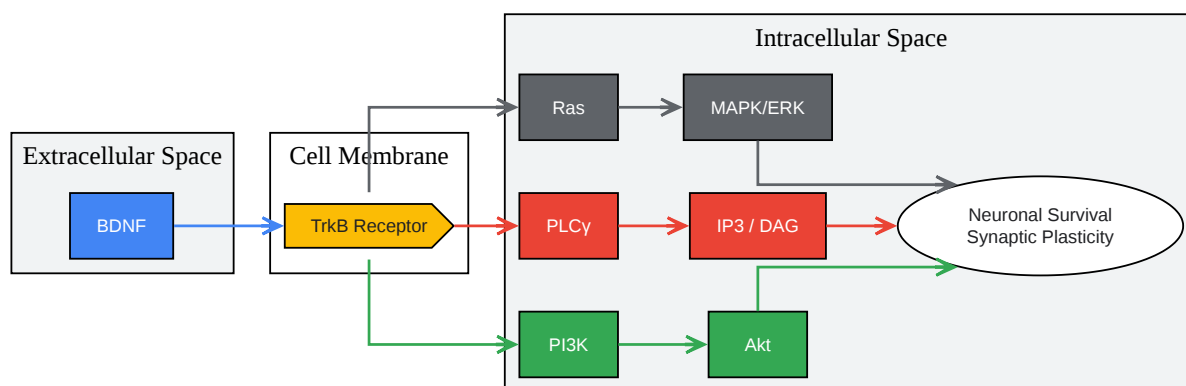 Intracellular Space
Ras
MAPK/ERK
Extracellular Space
Cell Membrane
BDNF
TrkB Receptor
PLCγ
IP3 / DAG
Neuronal Survival
Synaptic Plasticity
PI3K
Akt